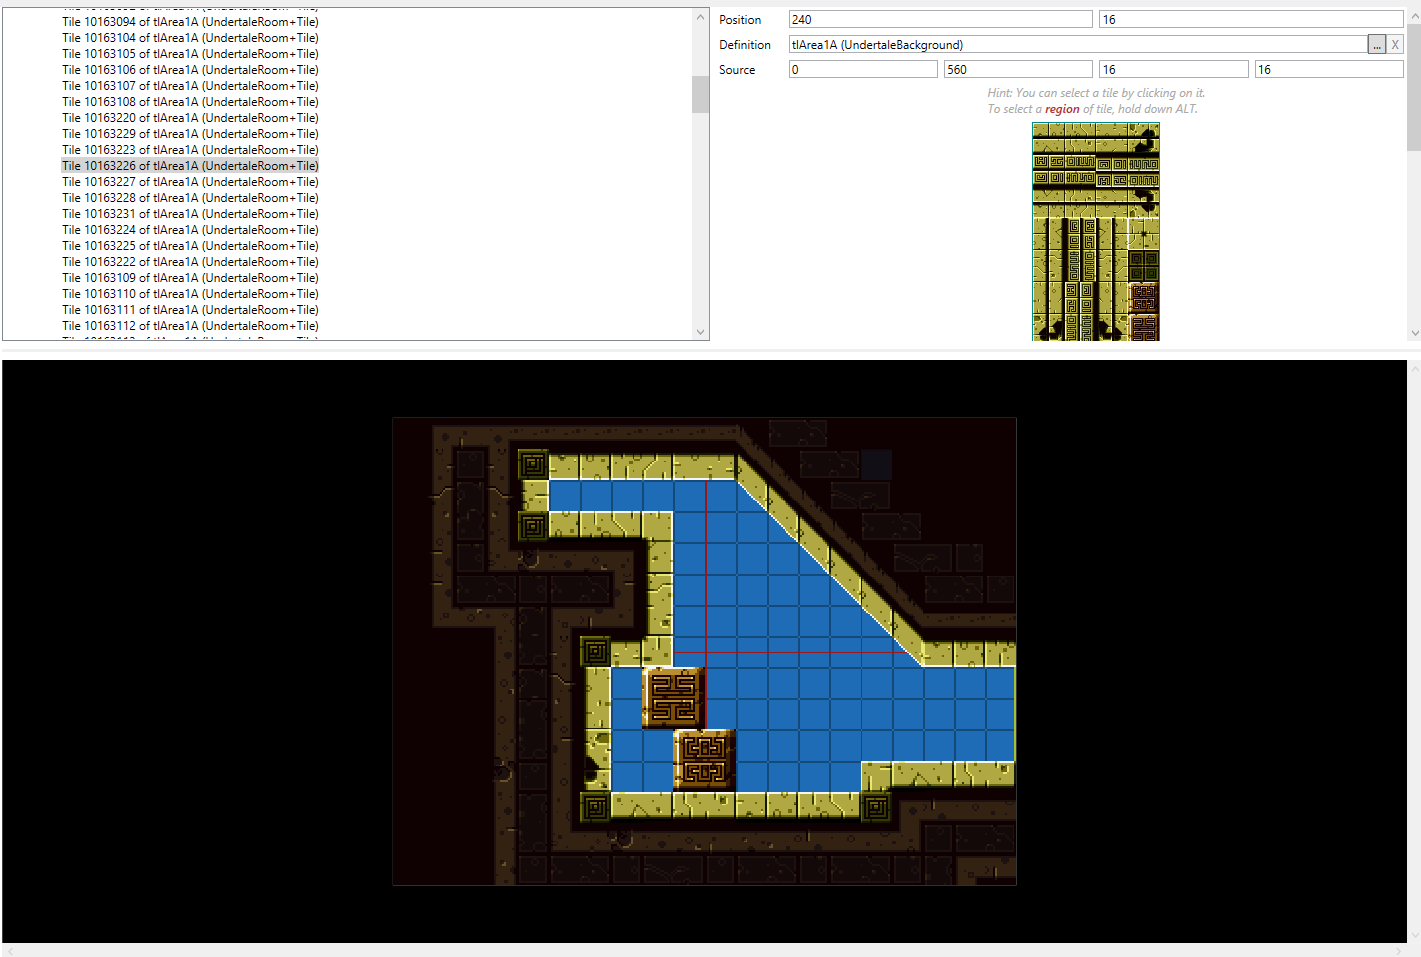 Tile 10163094 of tlArea1A (UndertaleRoom+Tile)
Tile 10163104 of tlArea1A (UndertaleRoom+Tile)
Tile 10163105 of tlArea1A (UndertaleRoom+Tile)
Tile 10163106 of tlArea1A (UndertaleRoom+Tile)
Tile 10163107 of tlArea1A (UndertaleRoom+Tile)
Tile 10163108 of tlArea1A (UndertaleRoom+Tile)
Tile 10163220 of tlArea1A (UndertaleRoom+Tile)
Tile 10163229 of tlArea1A (UndertaleRoom+Tile)
Tile 10163223 of tlArea1A (UndertaleRoom+Tile)
Tile 10163226 of tlArea1A (UndertaleRoom+Tile)
Tile 10163227 of tlArea1A (UndertaleRoom+Tile)
Tile 10163228 of tlArea1A (UndertaleRoom+Tile)
Tile 10163231 of tlArea1A (UndertaleRoom+Tile)
Tile 10163224 of tlArea1A (UndertaleRoom+Tile)
Tile 10163225 of tlArea1A (UndertaleRoom+Tile)
Tile 10163222 of tlArea1A (UndertaleRoom+Tile)
Tile 10163109 of tlArea1A (UndertaleRoom+Tile)
Tile 10163110 of tlArea1A (UndertaleRoom+Tile)
Tile 10163111 of tlArea1A (UndertaleRoom+Tile)
Tile 10163112 of tlArea1A (UndertaleRoom+Tile)
Position 240 16
Definition tlArea1A (UndertaleBackground) ... X
Source 0 560 16 16
Hint: You can select a tile by clicking on it.
To select a region of tile, hold down ALT.